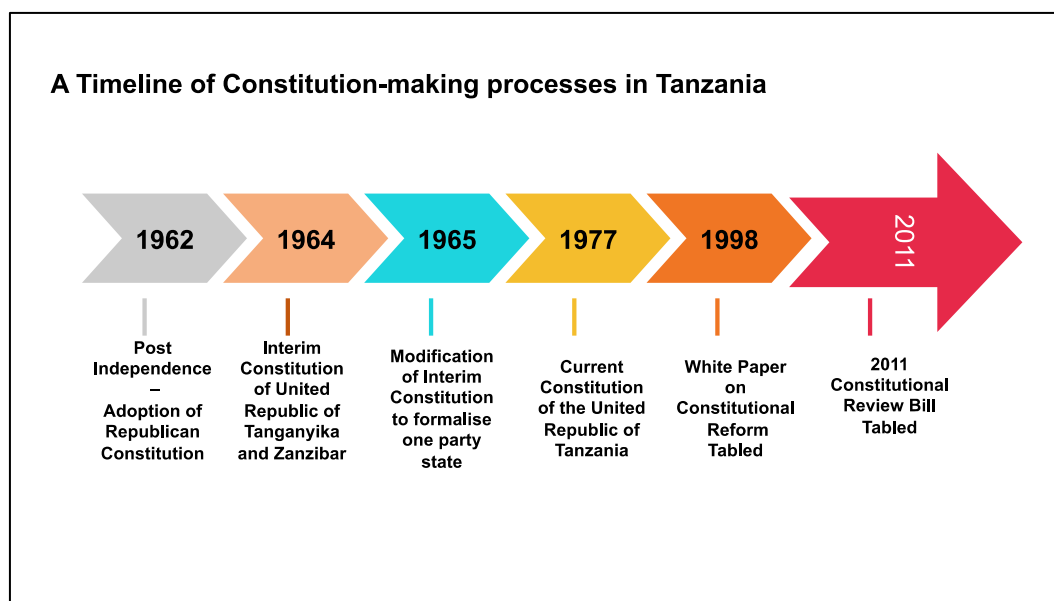 A Timeline of Constitution-making processes in Tanzania
1962
1964
1965
1977
1998
2011
Post
Independence
–
Adoption of
Republican
Constitution
Interim
Constitution
of United
Republic of
Tanganyika
and Zanzibar
Modification
of Interim
Constitution
to formalise
one party
state
Current
Constitution
of the United
Republic of
Tanzania
White Paper
on
Constitutional
Reform
Tabled
2011
Constitutional
Review Bill
Tabled